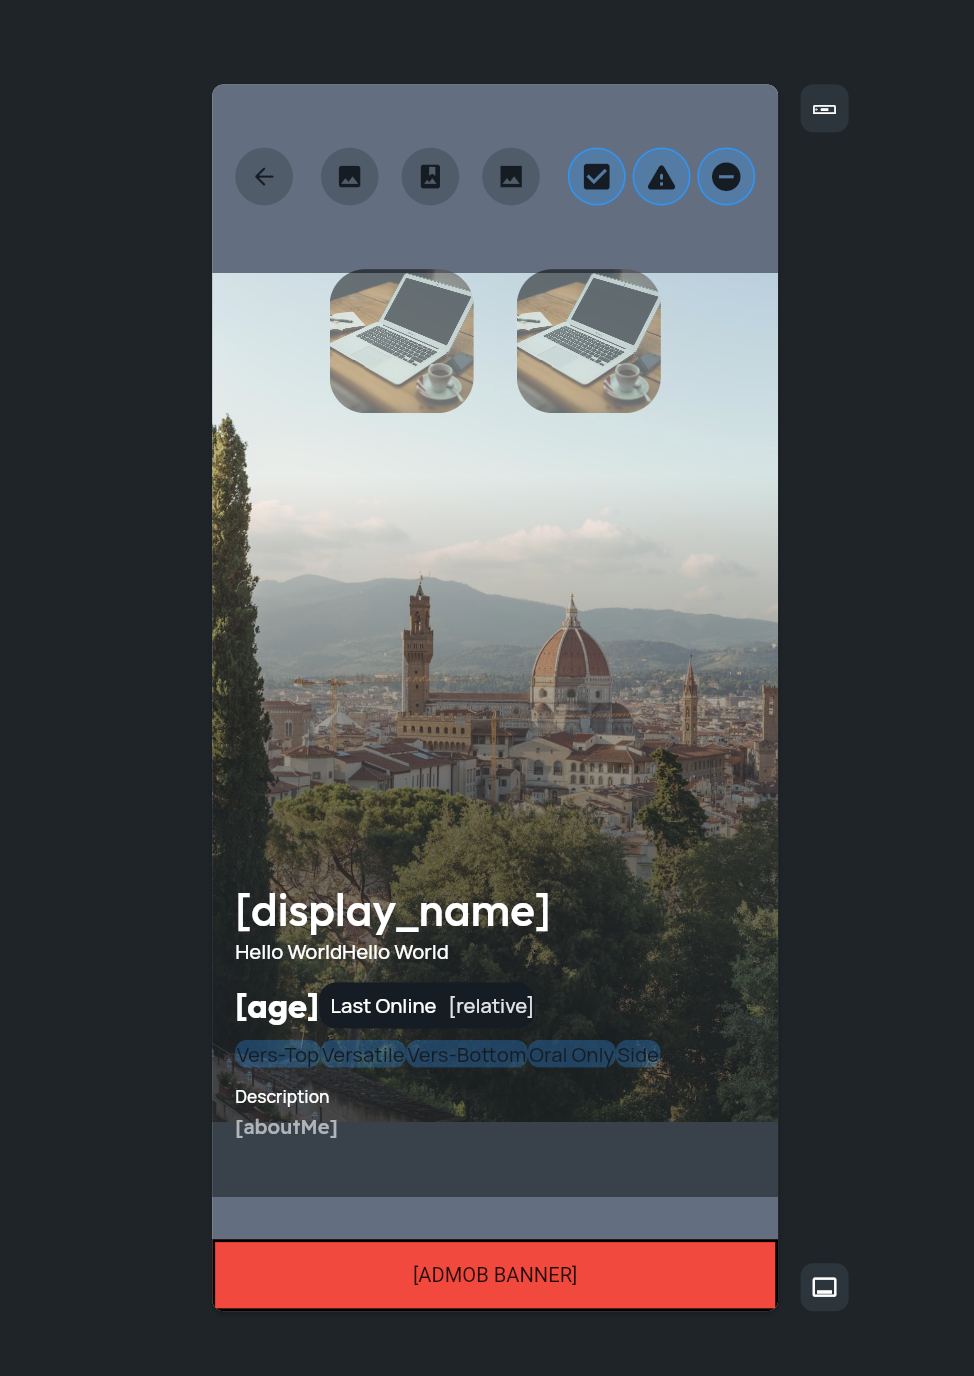 [display_name]
Hello WorldHello World
[age] Last Online [relative]
Vers-Top Versatile Vers-Bottom Oral Only Side
Description
[aboutMe]
[ADMOB BANNER]